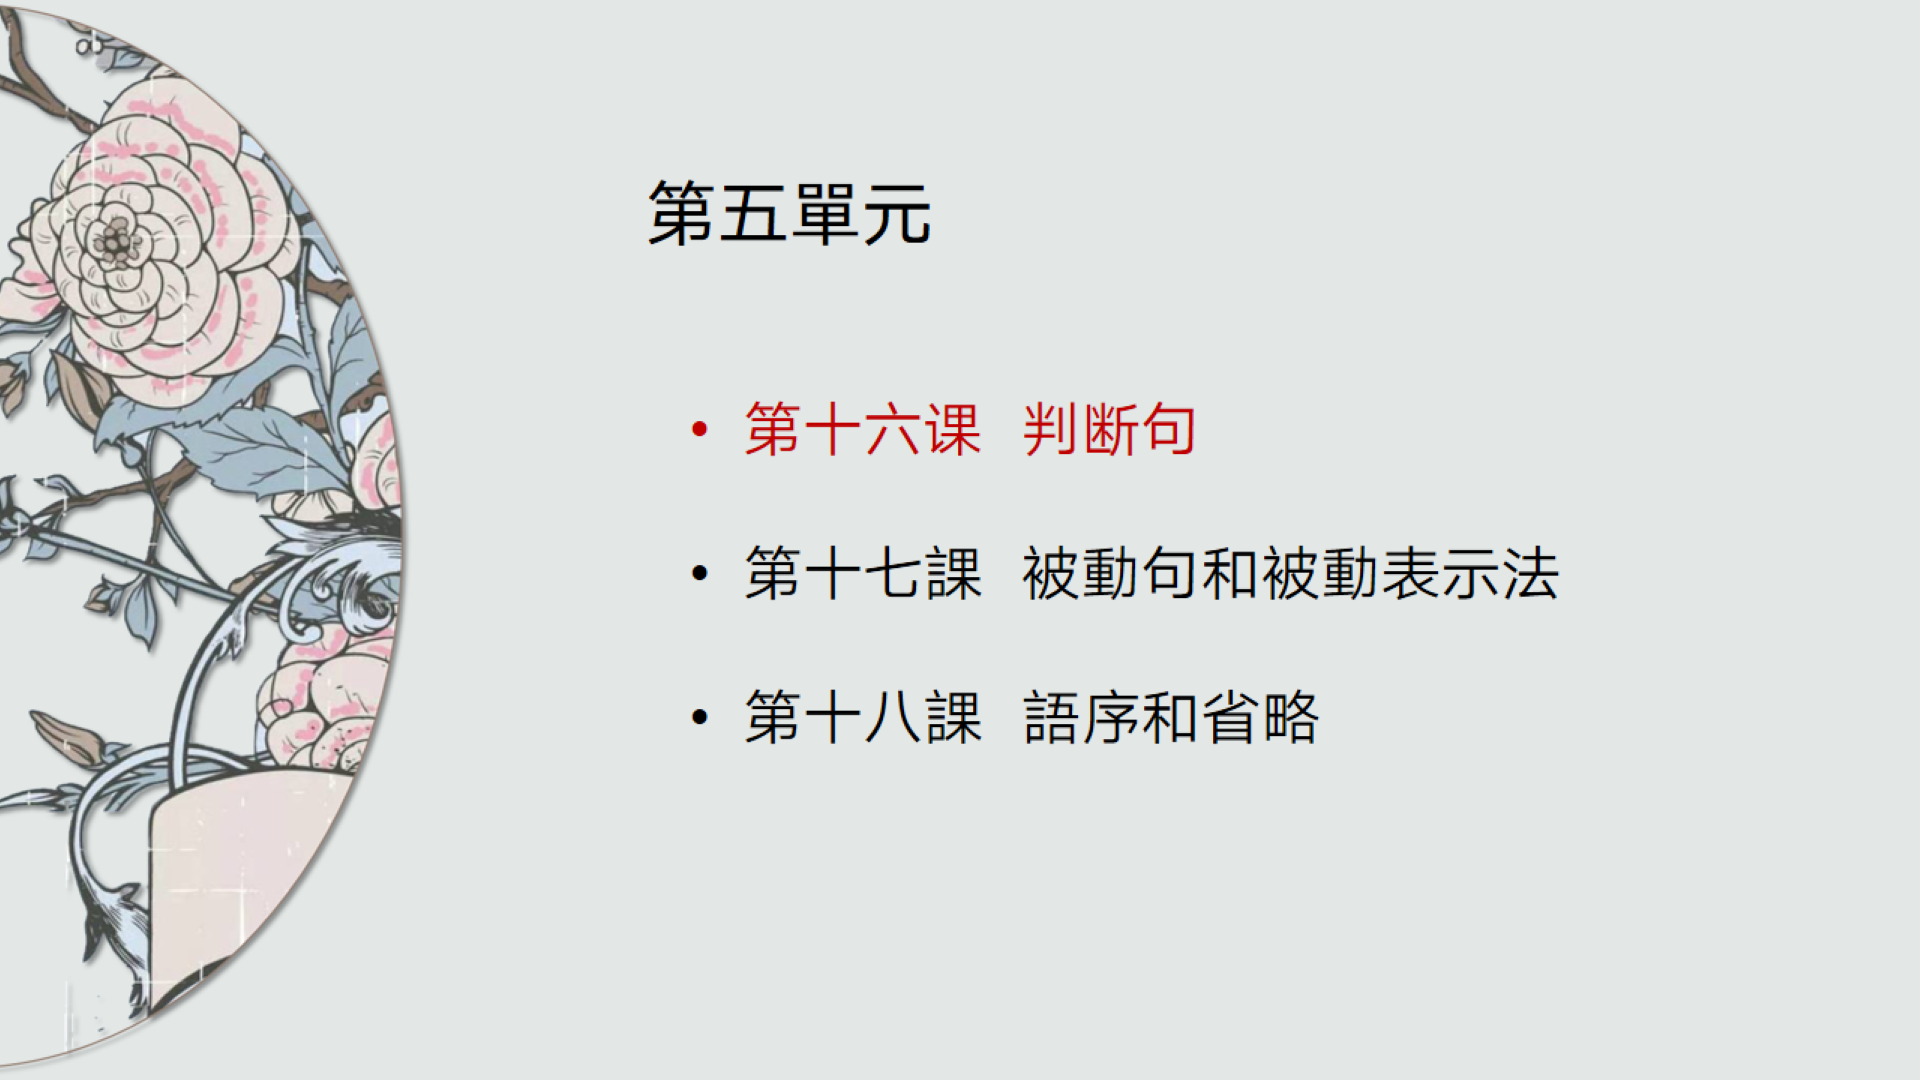 第五單元
• 第十六课 判断句
• 第十七課 被動句和被動表示法
• 第十八課 語序和省略